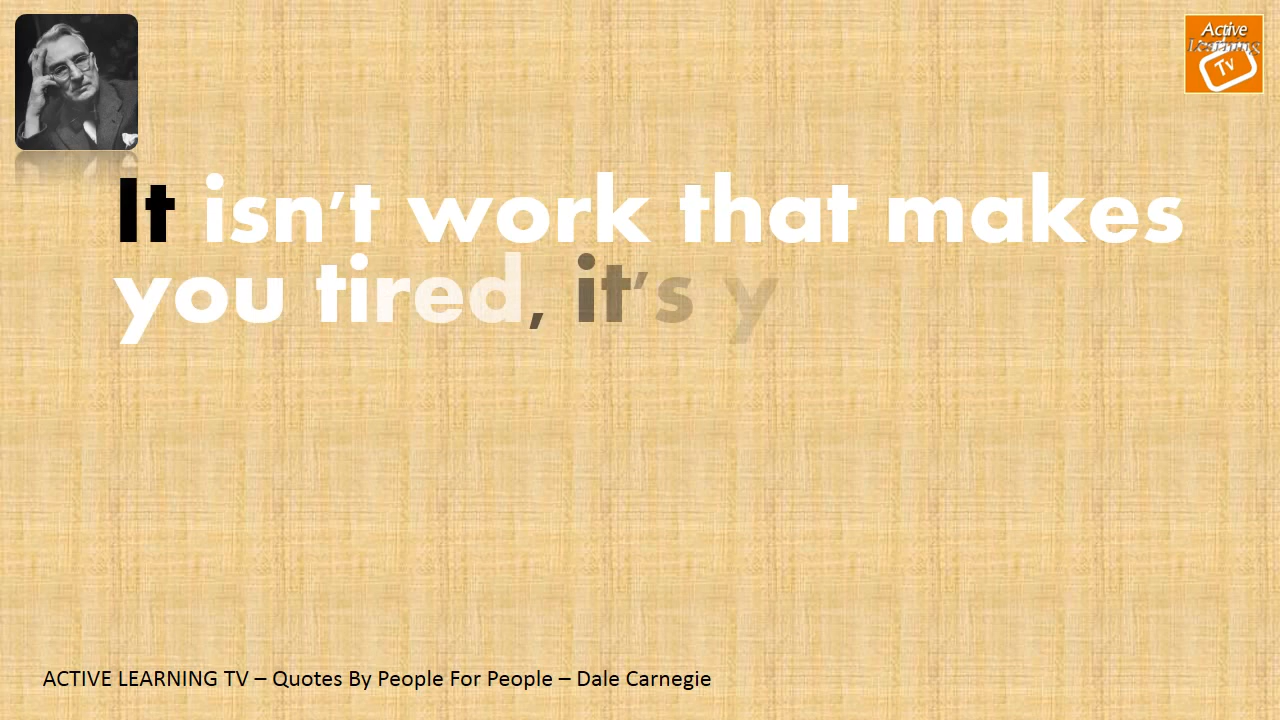 Active
Learning
Tv
It isn't work that makes
you tired, it's y
ACTIVE LEARNING TV – Quotes By People For People – Dale Carnegie